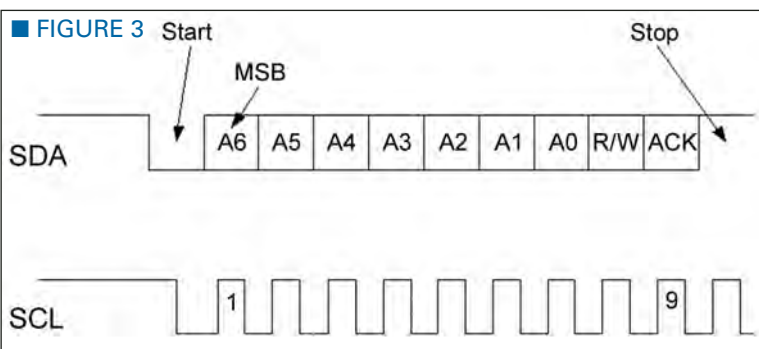 ■ FIGURE 3
Start
Stop
MSB
SDA
A6 A5 A4 A3 A2 A1 A0 R/W ACK
SCL
1
9